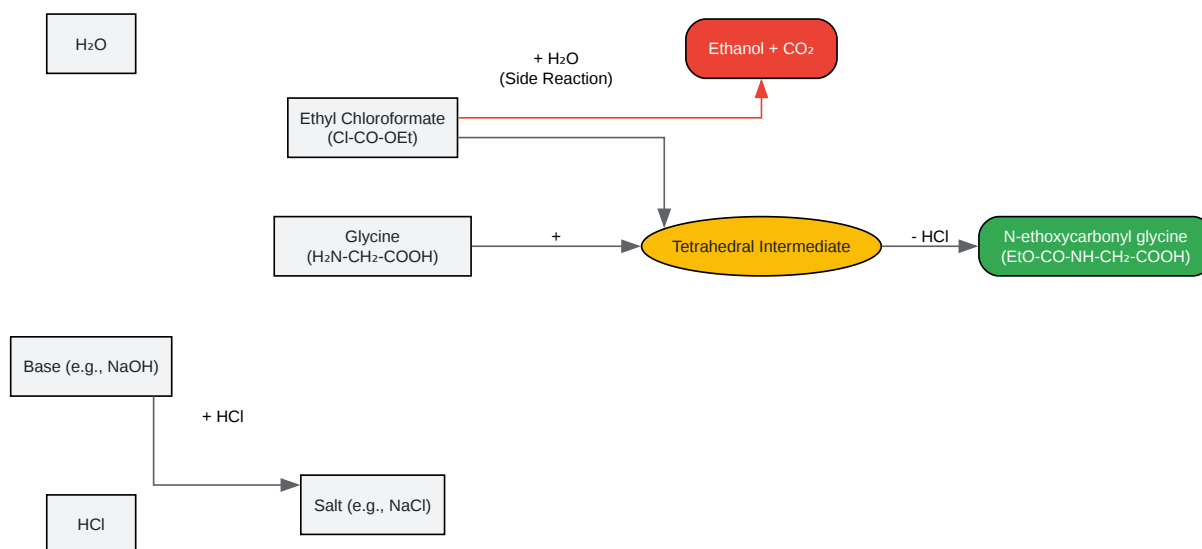 H₂O
Ethanol + CO₂
+ H₂O
(Side Reaction)
Ethyl Chloroformate
(Cl-CO-OEt)
Glycine
(H₂N-CH₂-COOH)
+
Tetrahedral Intermediate
- HCl
N-ethoxycarbonyl glycine
(EtO-CO-NH-CH₂-COOH)
Base (e.g., NaOH)
+ HCl
Salt (e.g., NaCl)
HCl